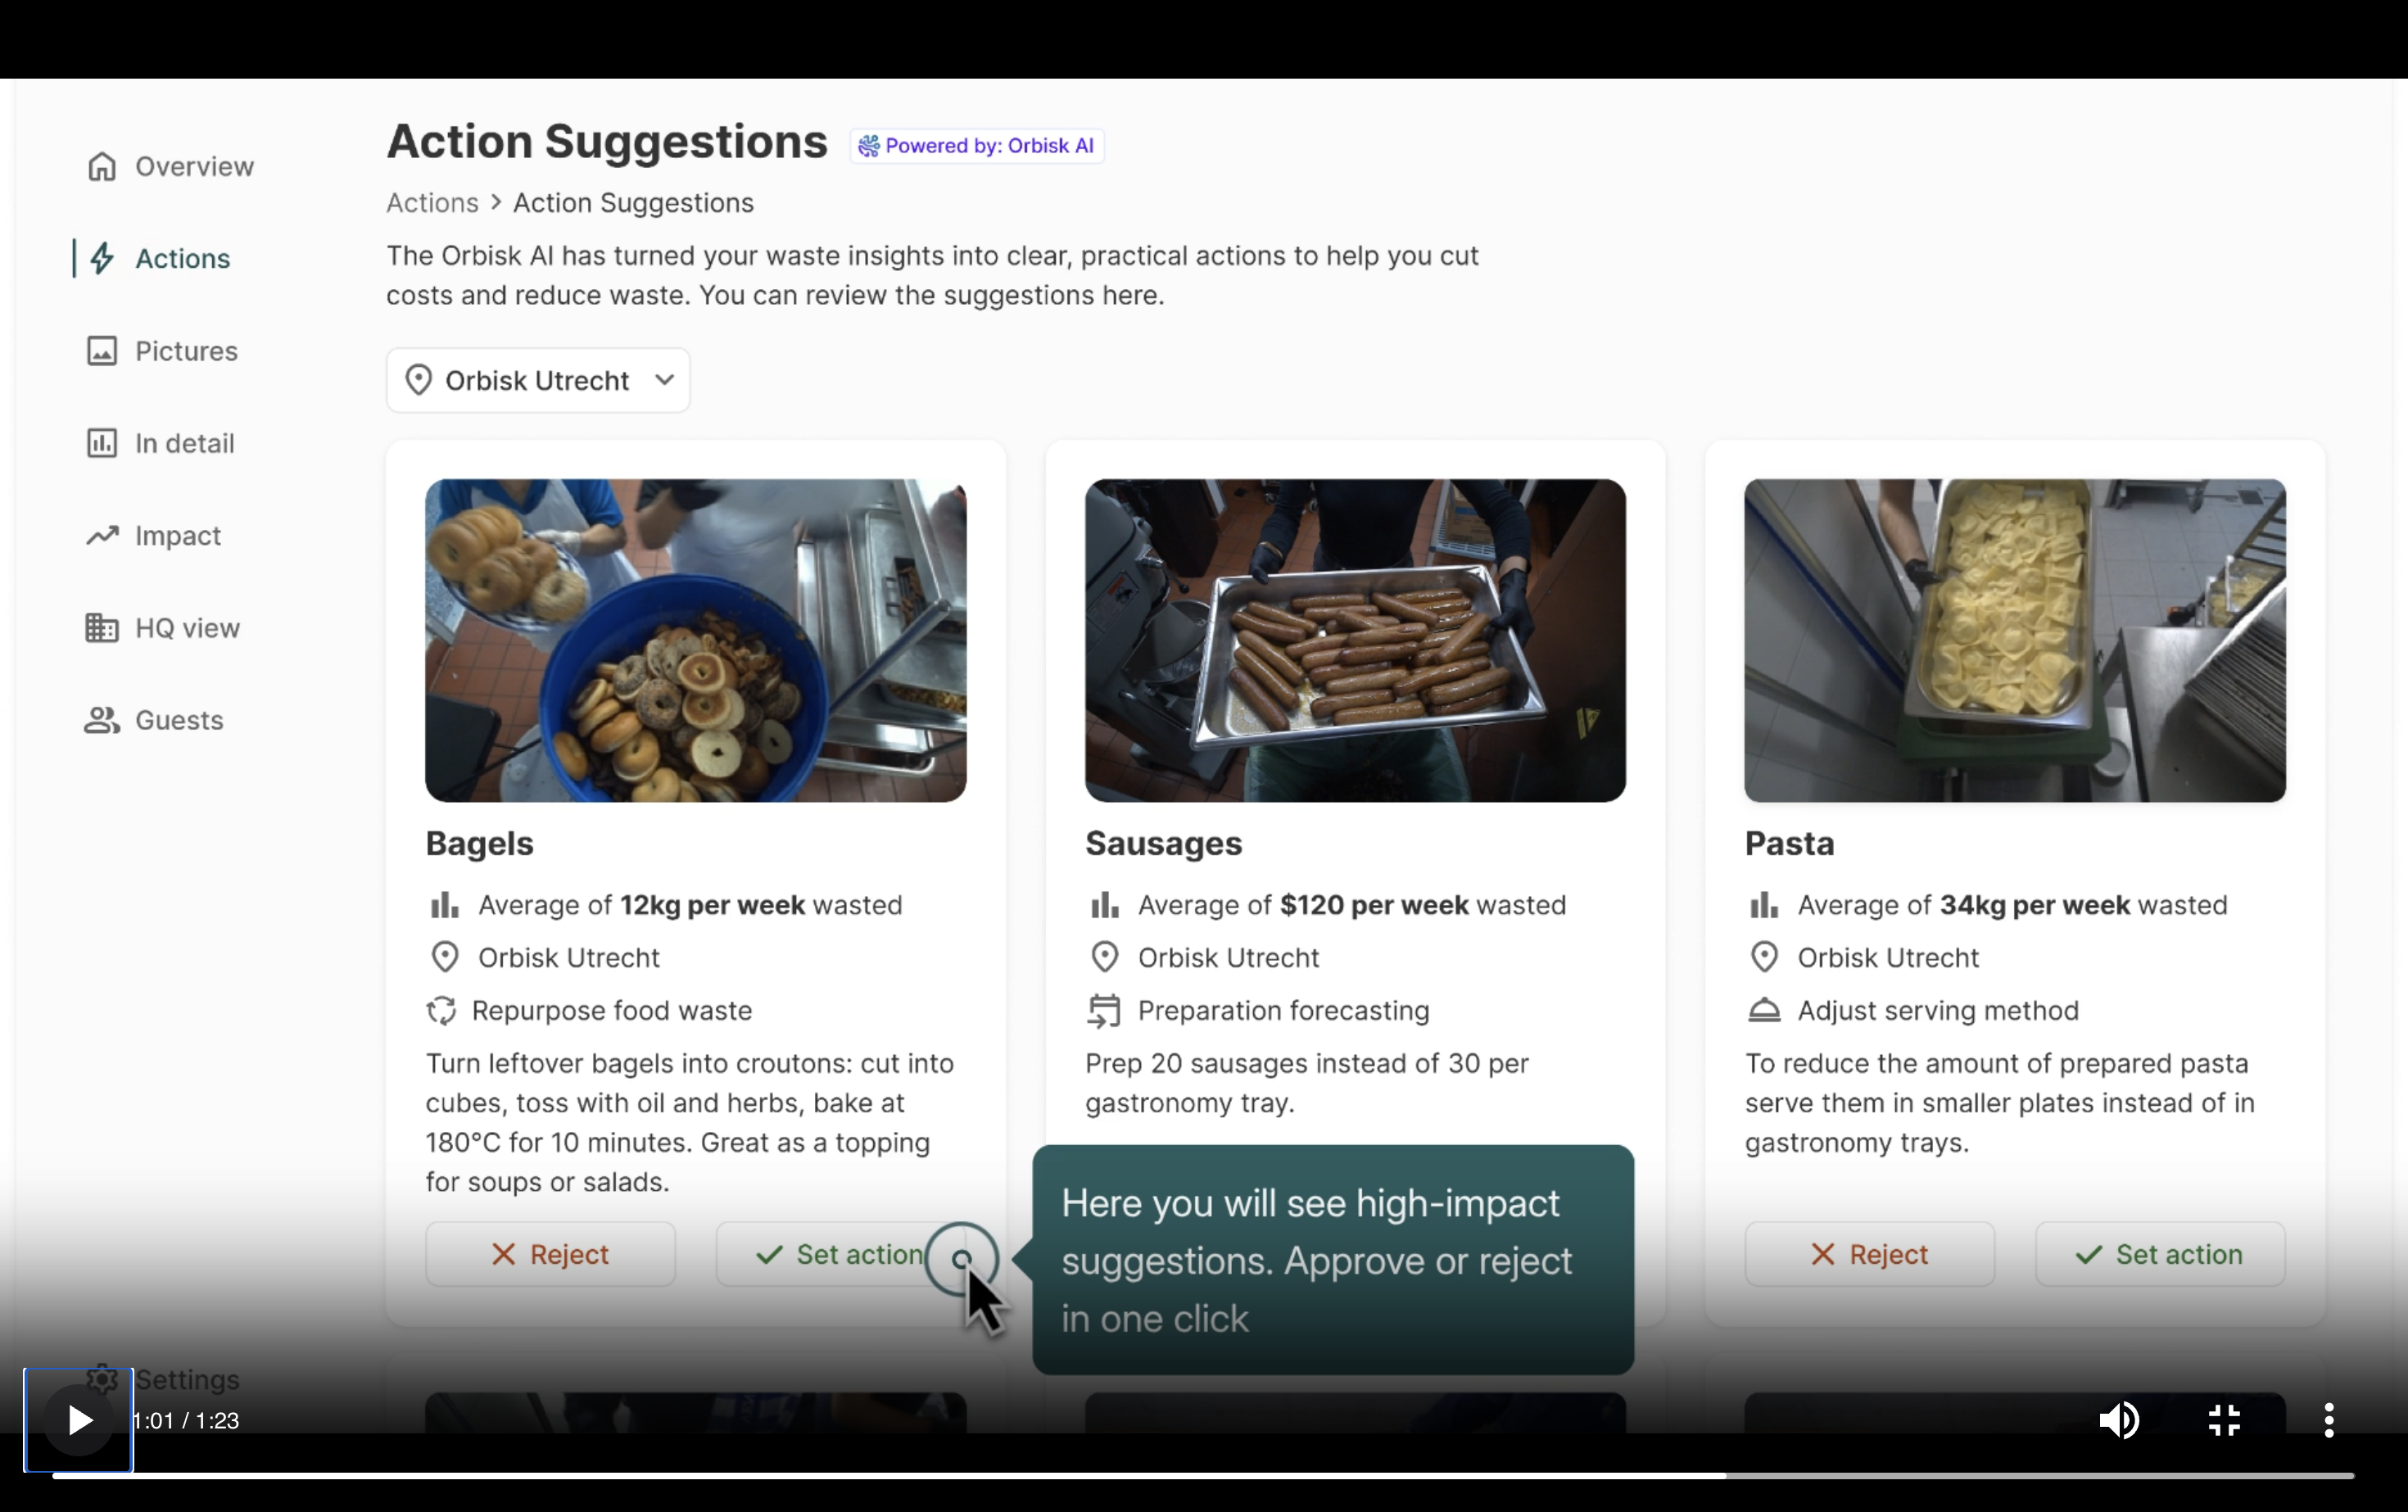 Overview
Actions
Pictures
In detail
Impact
HQ view
Guests
Settings
Action Suggestions
Powered by: Orbisk AI
Actions > Action Suggestions
The Orbisk AI has turned your waste insights into clear, practical actions to help you cut
costs and reduce waste. You can review the suggestions here.
Orbisk Utrecht
Bagels
Average of 12kg per week wasted
Orbisk Utrecht
Repurpose food waste
Turn leftover bagels into croutons: cut into
cubes, toss with oil and herbs, bake at
180°C for 10 minutes. Great as a topping
for soups or salads.
Reject
Set action
Sausages
Average of $120 per week wasted
Orbisk Utrecht
Preparation forecasting
Prep 20 sausages instead of 30 per
gastronomy tray.
Here you will see high-impact
suggestions. Approve or reject
in one click
Pasta
Average of 34kg per week wasted
Orbisk Utrecht
Adjust serving method
To reduce the amount of prepared pasta
serve them in smaller plates instead of in
gastronomy trays.
Reject
Set action
1:01 / 1:23